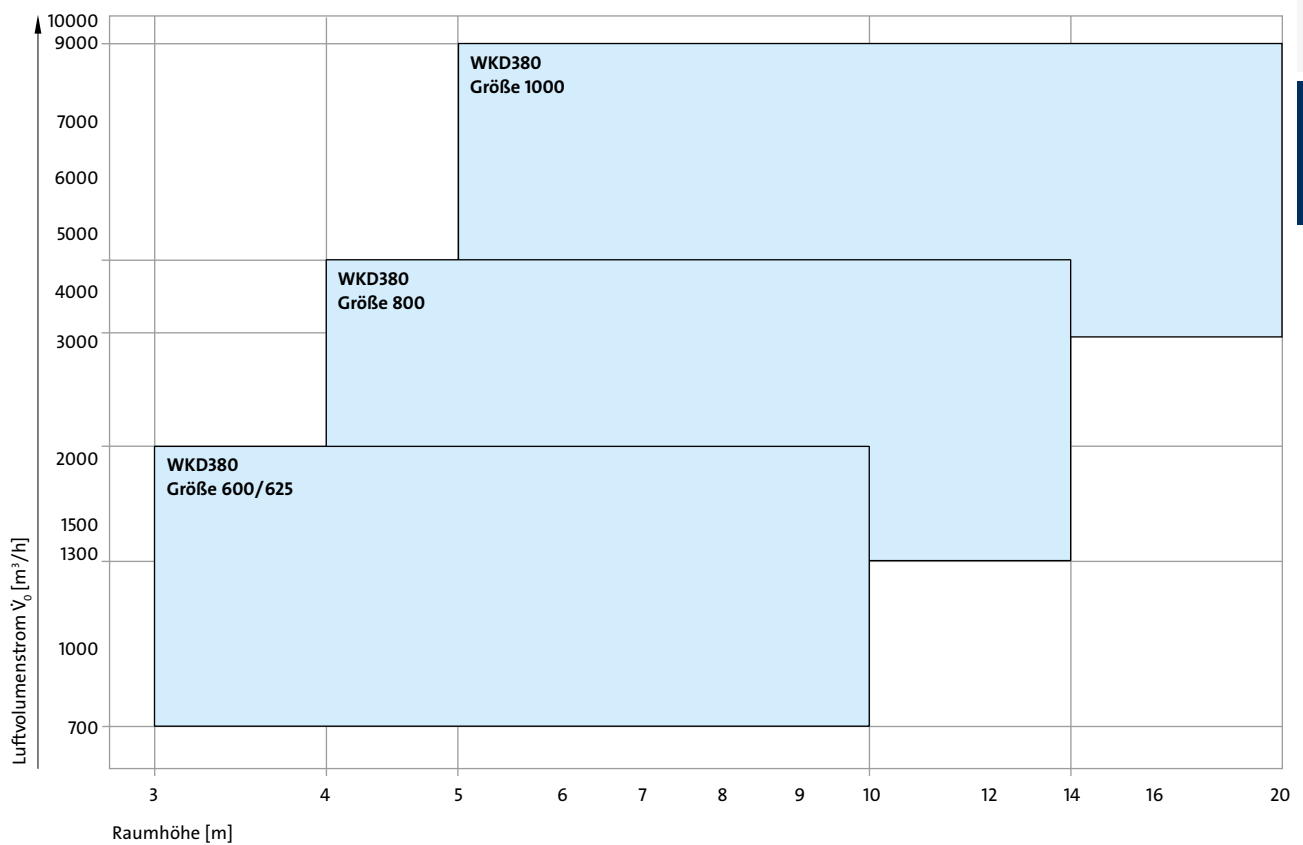 10000
9000
7000
6000
5000
4000
3000
2000
1500
1300
1000
700
Luftvolumenstrom V̇₀ [m³/h]
WKD380
Größe 1000
WKD380
Größe 800
WKD380
Größe 600/625
3 4 5 6 7 8 9 10 12 14 16 20
Raumhöhe [m]